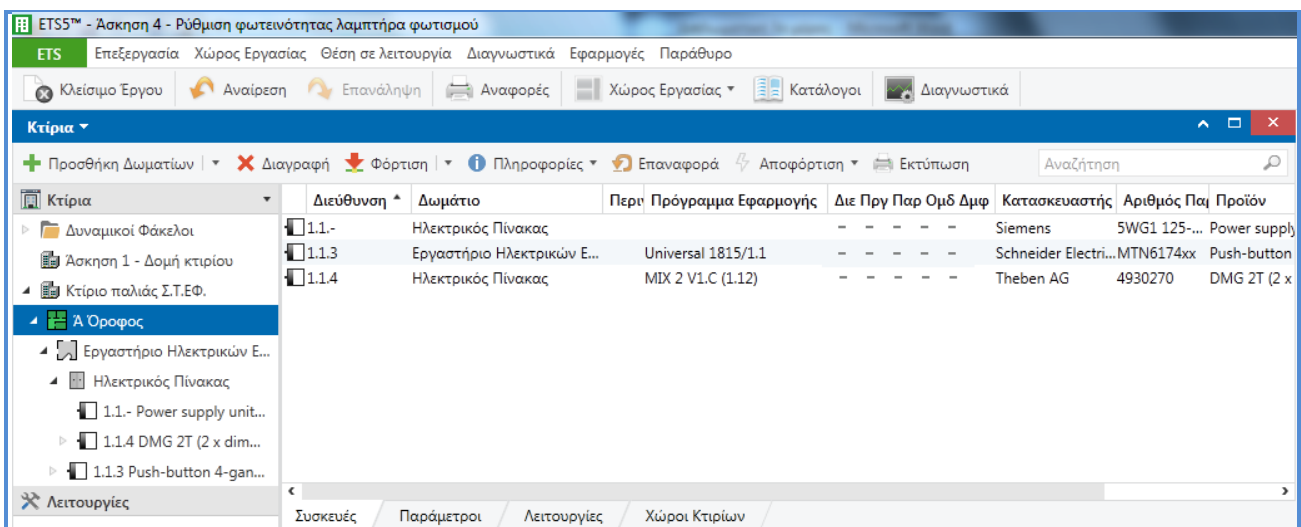 ETS5™ - Άσκηση 4 - Ρύθμιση φωτεινότητας λαμπτήρα φωτισμού
ETS Επεξεργασία Χώρος Εργασίας Θέση σε λειτουργία Διαγνωστικά Εφαρμογές Παράθυρο
Κλείσιμο Έργου Αναίρεση Επανάληψη Αναφορές Χώρος Εργασίας Κατάλογοι Διαγνωστικά
Κτίρια
Προσθήκη Δωματίων Διαγραφή Φόρτιση Πληροφορίες Επαναφορά Αποφόρτιση Εκτύπωση Αναζήτηση
Κτίρια Διεύθυνση Δωμάτιο Περι Πρόγραμμα Εφαρμογής Διε Πργ Παρ Ομδ Δμφ Κατασκευαστής Αριθμός Πα Προϊόν
Δυναμικοί Φάκελοι 1.1.- Ηλεκτρικός Πίνακας - - - - - Siemens 5WG1 125-... Power supply
Άσκηση 1 - Δομή κτιρίου 1.1.3 Εργαστήριο Ηλεκτρικών Ε... Universal 1815/1.1 - - - - - Schneider Electri... MTN6174xx Push-button
Κτίριο παλιάς Σ.Τ.ΕΦ. 1.1.4 Ηλεκτρικός Πίνακας MIX 2 V1.C (1.12) - - - - - Theben AG 4930270 DMG 2T (2 x
Ά Όροφος
Εργαστήριο Ηλεκτρικών Ε...
Ηλεκτρικός Πίνακας
1.1.- Power supply unit...
1.1.4 DMG 2T (2 x dim...
1.1.3 Push-button 4-gan...
Λειτουργίες
Συσκευές Παράμετροι Λειτουργίες Χώροι Κτιρίων